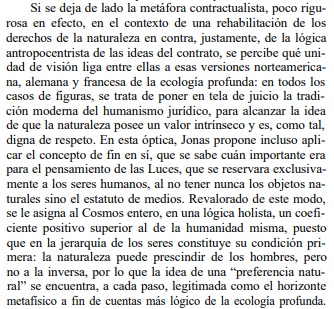 Si se deja de lado la metáfora contractualista, poco rigu-
rosa en efecto, en el contexto de una rehabilitación de los
derechos de la naturaleza en contra, justamente, de la lógica
antropocentrista de las ideas del contrato, se percibe qué uni-
dad de visión liga entre ellas a esas versiones norteamerica-
na, alemana y francesa de la ecología profunda: en todos los
casos de figuras, se trata de poner en tela de juicio la tradi-
ción moderna del humanismo jurídico, para alcanzar la idea
de que la naturaleza posee un valor intrínseco y es, como tal,
digna de respeto. En esta óptica, Jonas propone incluso apli-
car el concepto de fin en sí, que se sabe cuán importante era
para el pensamiento de las Luces, que se reservara exclusiva-
mente a los seres humanos, al no tener nunca los objetos na-
turales sino el estatuto de medios. Revalorado de este modo,
se le asigna al Cosmos entero, en una lógica holista, un coefi-
ciente positivo superior al de la humanidad misma, puesto
que en la jerarquía de los seres constituye su condición pri-
mera: la naturaleza puede prescindir de los hombres, pero
no a la inversa, por lo que la idea de una “preferencia natu-
ral” se encuentra, a cada paso, legitimada como el horizonte
metafísico a fin de cuentas más lógico de la ecología profunda.